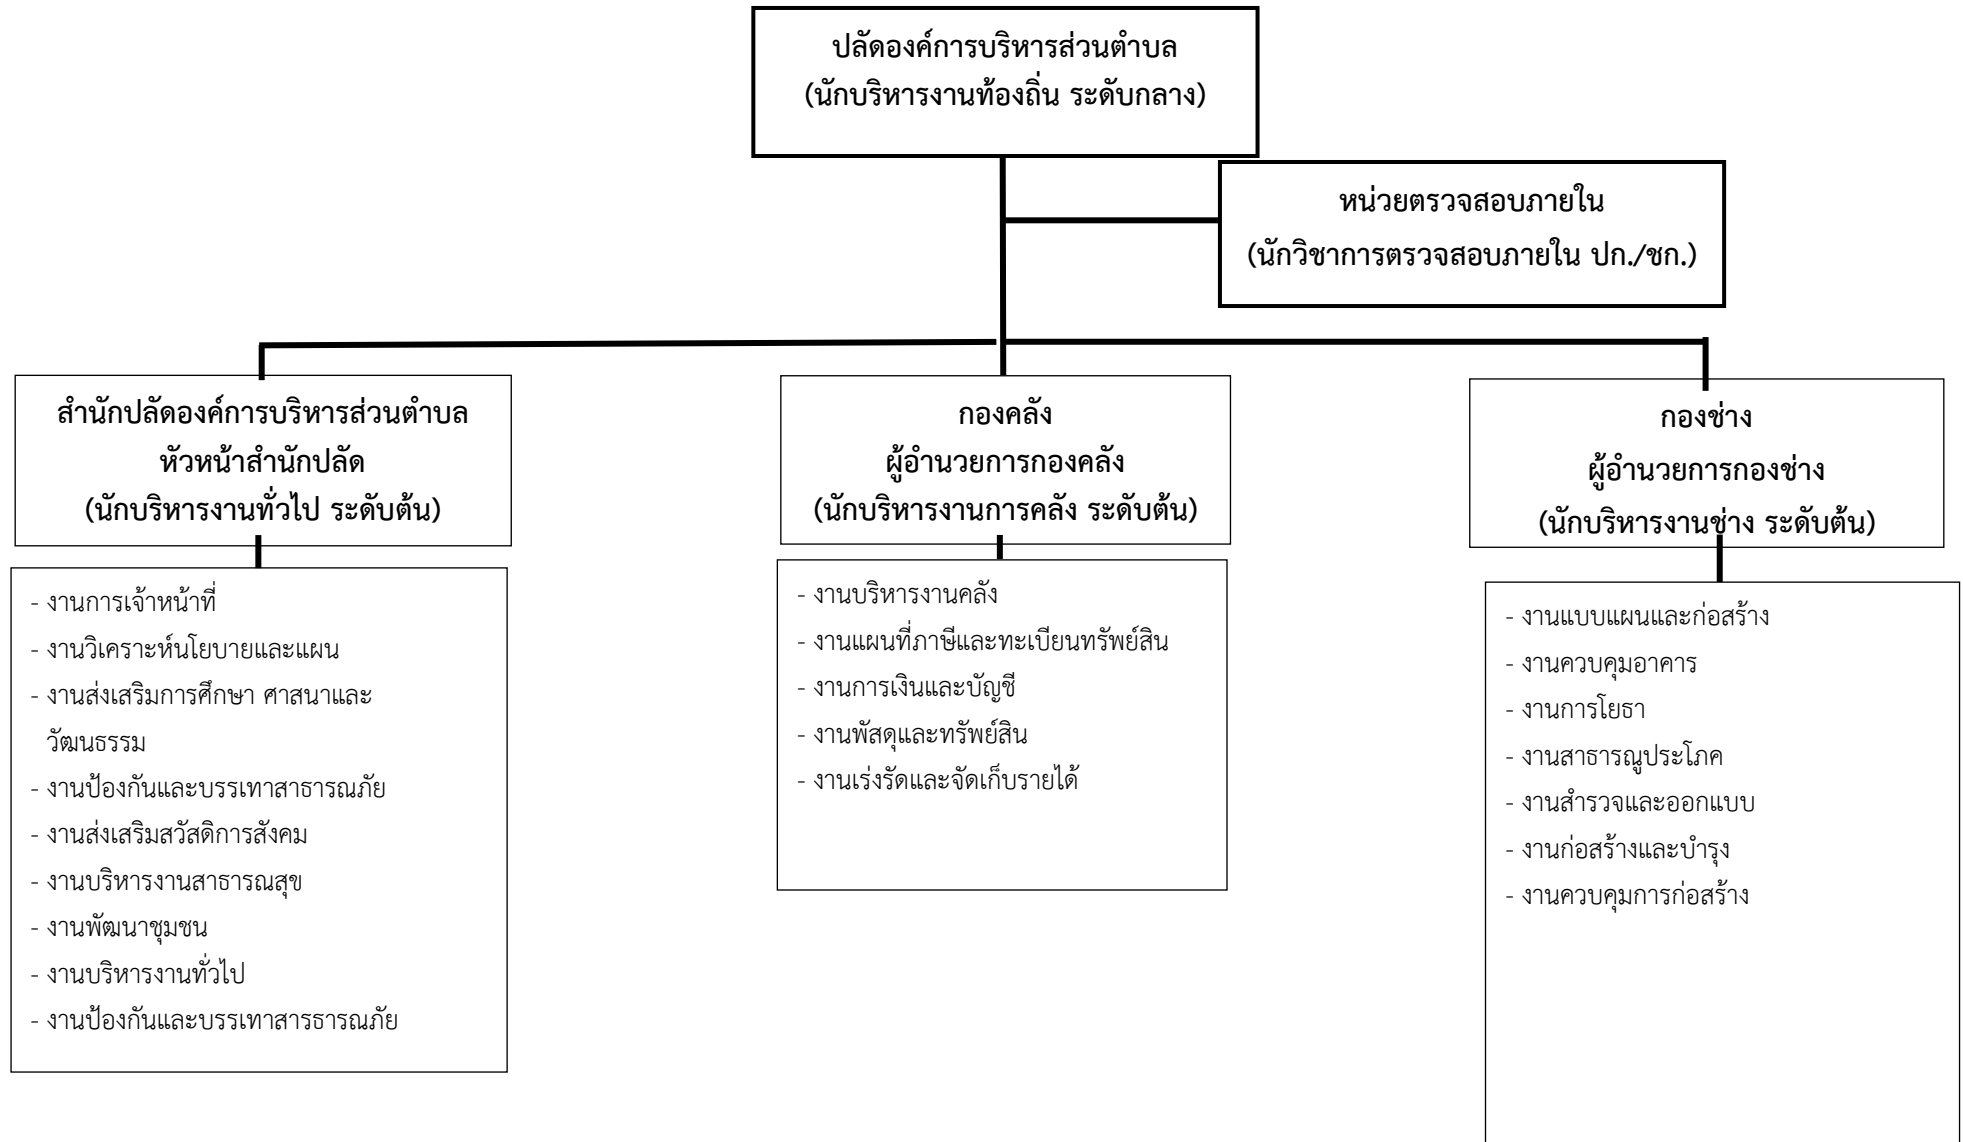 ปลัดองค์การบริหารส่วนตำบล
(นักบริหารงานท้องถิ่น ระดับกลาง)
หน่วยตรวจสอบภายใน
(นักวิชาการตรวจสอบภายใน ปก./ชก.)
สำนักปลัดองค์การบริหารส่วนตำบล
หัวหน้าสำนักปลัด
(นักบริหารงานทั่วไป ระดับต้น)
กองคลัง
ผู้อำนวยการกองคลัง
(นักบริหารงานการคลัง ระดับต้น)
กองช่าง
ผู้อำนวยการกองช่าง
(นักบริหารงานช่าง ระดับต้น)
- งานการเจ้าหน้าที่
- งานวิเคราะห์นโยบายและแผน
- งานส่งเสริมการศึกษา ศาสนาและ
วัฒนธรรม
- งานป้องกันและบรรเทาสาธารณภัย
- งานส่งเสริมสวัสดิการสังคม
- งานบริหารงานสาธารณสุข
- งานพัฒนาชุมชน
- งานบริหารงานทั่วไป
- งานป้องกันและบรรเทาสารธารณภัย
- งานบริหารงานคลัง
- งานแผนที่ภาษีและทะเบียนทรัพย์สิน
- งานการเงินและบัญชี
- งานพัสดุและทรัพย์สิน
- งานเร่งรัดและจัดเก็บรายได้
- งานแบบแผนและก่อสร้าง
- งานควบคุมอาคาร
- งานการโยธา
- งานสาธารณูประโภค
- งานสำรวจและออกแบบ
- งานก่อสร้างและบำรุง
- งานควบคุมการก่อสร้าง